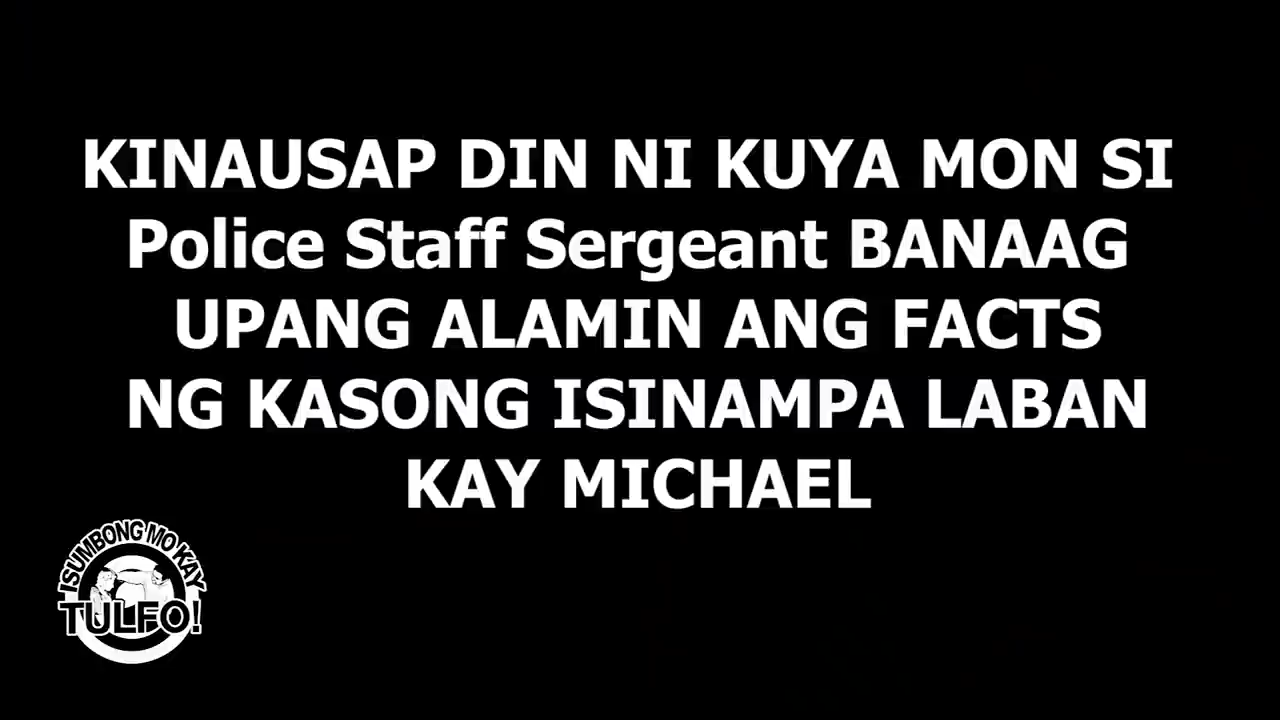 KINAUSAP DIN NI KUYA MON SI
Police Staff Sergeant BANAAG
UPANG ALAMIN ANG FACTS
NG KASONG ISINAMPA LABAN
KAY MICHAEL
ISUMBONG MO KAY
TULFO!